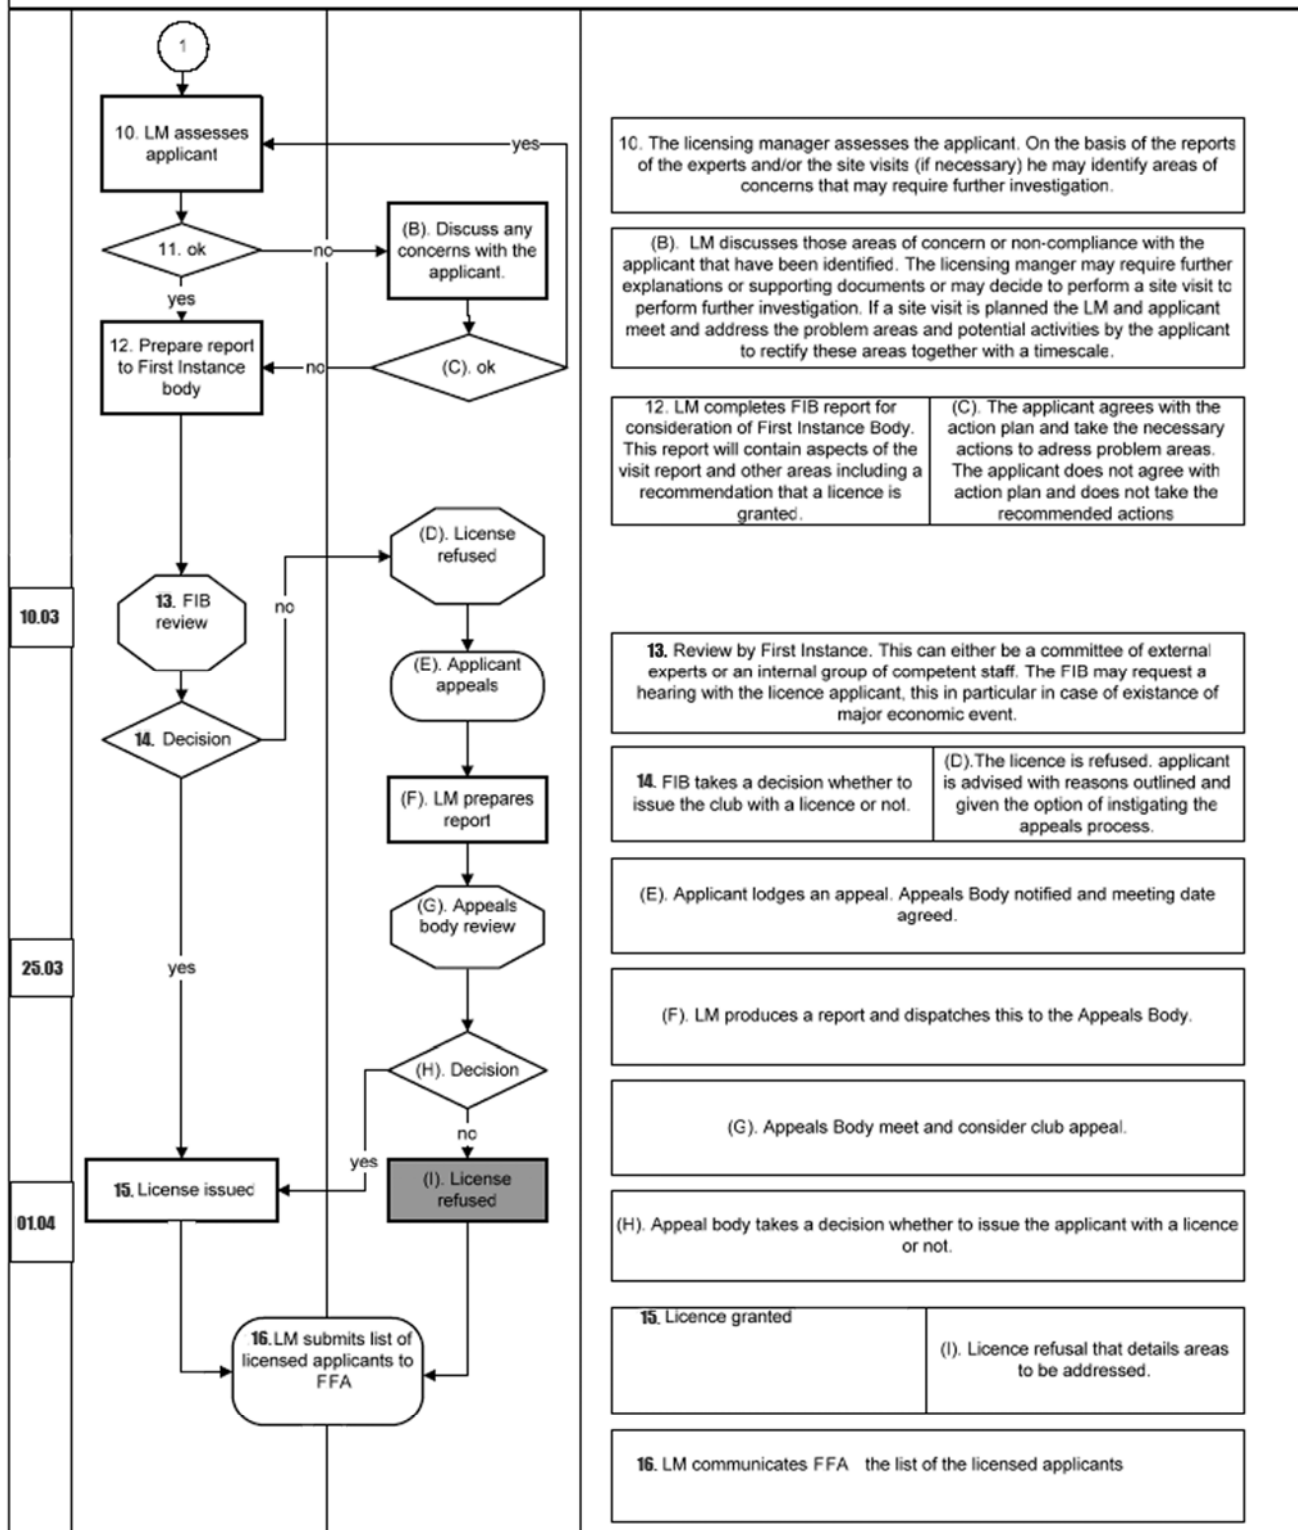 1
10. LM assesses
applicant
yes
11. ok
no
(B). Discuss any
concerns with the
applicant.
yes
12. Prepare report
to First Instance
body
no
(C). ok
(D). License
refused
10.03
13. FIB
review
no
(E). Applicant
appeals
14. Decision
(F). LM prepares
report
(G). Appeals
body review
25.03
yes
(H). Decision
no
yes
15. License issued
(I). License
refused
01.04
16.LM submits list of
licensed applicants to
FFA
10. The licensing manager assesses the applicant. On the basis of the reports
of the experts and/or the site visits (if necessary) he may identify areas of
concerns that may require further investigation.
(B). LM discusses those areas of concern or non-compliance with the
applicant that have been identified. The licensing manger may require further
explanations or supporting documents or may decide to perform a site visit to
perform further investigation. If a site visit is planned the LM and applicant
meet and address the problem areas and potential activities by the applicant
to rectify these areas together with a timescale.
12. LM completes FIB report for
consideration of First Instance Body.
This report will contain aspects of the
visit report and other areas including a
recommendation that a licence is
granted.
(C). The applicant agrees with the
action plan and take the necessary
actions to adress problem areas.
The applicant does not agree with
action plan and does not take the
recommended actions
13. Review by First Instance. This can either be a committee of external
experts or an internal group of competent staff. The FIB may request a
hearing with the licence applicant, this in particular in case of existance of
major economic event.
14. FIB takes a decision whether to
issue the club with a licence or not.
(D).The licence is refused. applicant
is advised with reasons outlined and
given the option of instigating the
appeals process.
(E). Applicant lodges an appeal. Appeals Body notified and meeting date
agreed.
(F). LM produces a report and dispatches this to the Appeals Body.
(G). Appeals Body meet and consider club appeal.
(H). Appeal body takes a decision whether to issue the applicant with a licence
or not.
15. Licence granted
(I). Licence refusal that details areas
to be addressed.
16. LM communicates FFA the list of the licensed applicants